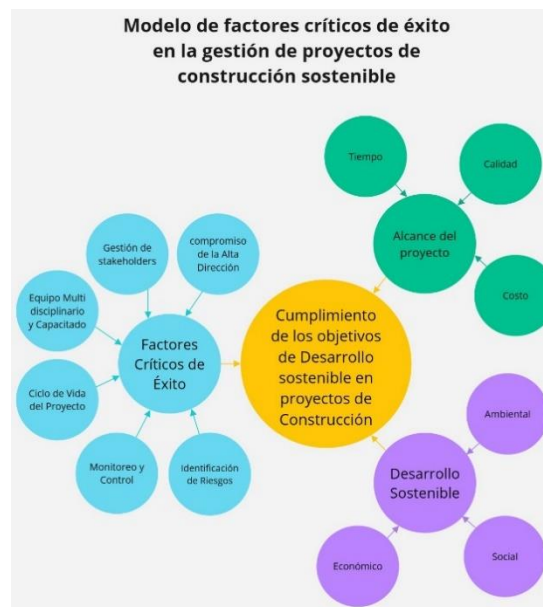 Modelo de factores críticos de éxito
en la gestión de proyectos de
construcción sostenible
Tiempo
Calidad
Alcance del
proyecto
Costo
Gestión de
stakeholders
compromiso
de la Alta
Dirección
Equipo Multi
disciplinario y
Capacitado
Factores
Críticos de
Éxito
Ciclo de Vida
del Proyecto
Monitoreo y
Control
Identificación
de Riesgos
Cumplimiento
de los objetivos
de Desarrollo
sostenible en
proyectos de
Construcción
Ambiental
Desarrollo
Sostenible
Económico
Social